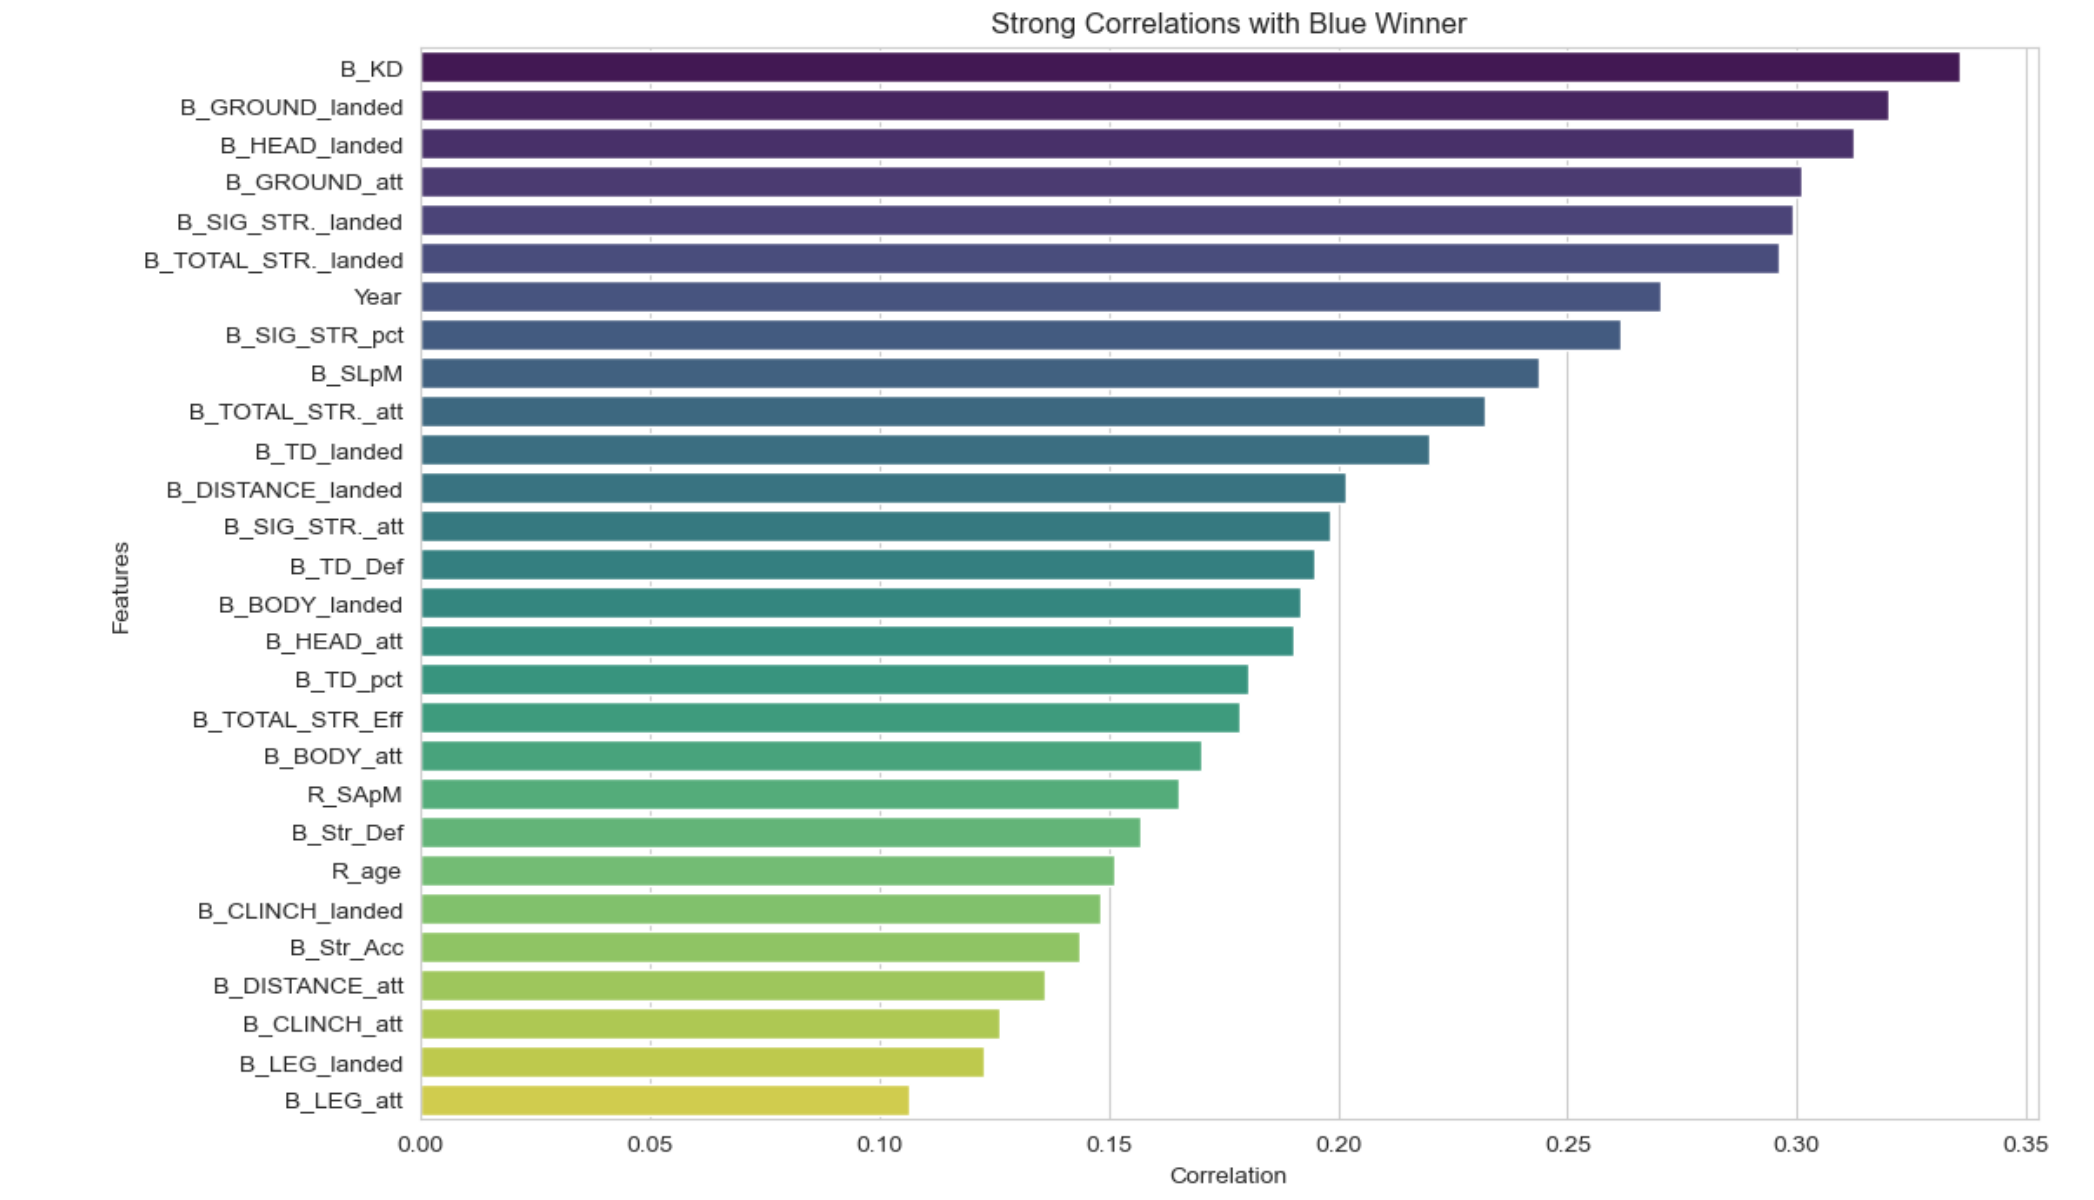 Strong Correlations with Blue Winner
B_KD
B_GROUND_landed
B_HEAD_landed
B_GROUND_att
B_SIG_STR._landed
B_TOTAL_STR._landed
Year
B_SIG_STR_pct
B_SLpM
B_TOTAL_STR._att
B_TD_landed
B_DISTANCE_landed
B_SIG_STR._att
B_TD_Def
B_BODY_landed
B_HEAD_att
B_TD_pct
B_TOTAL_STR_Eff
B_BODY_att
R_SApM
B_Str_Def
R_age
B_CLINCH_landed
B_Str_Acc
B_DISTANCE_att
B_CLINCH_att
B_LEG_landed
B_LEG_att
Features
0.00 0.05 0.10 0.15 0.20 0.25 0.30 0.35
Correlation